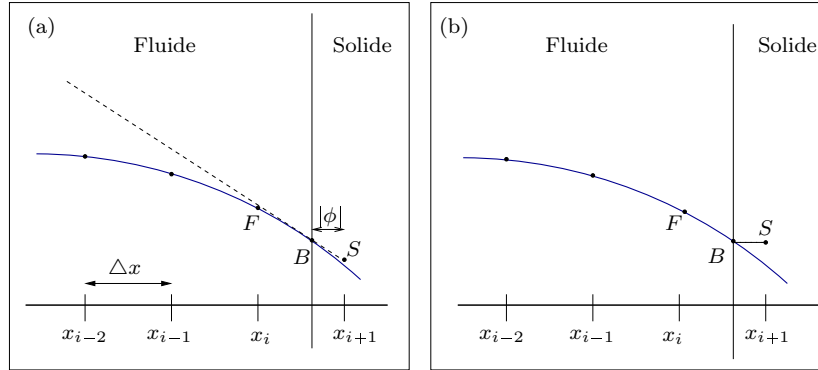 (a)
Fluide
Solide
|ϕ|
F
B
S
△x
x_{i−2} x_{i−1} x_i x_{i+1}
(b)
Fluide
Solide
F
B
S
x_{i−2} x_{i−1} x_i x_{i+1}